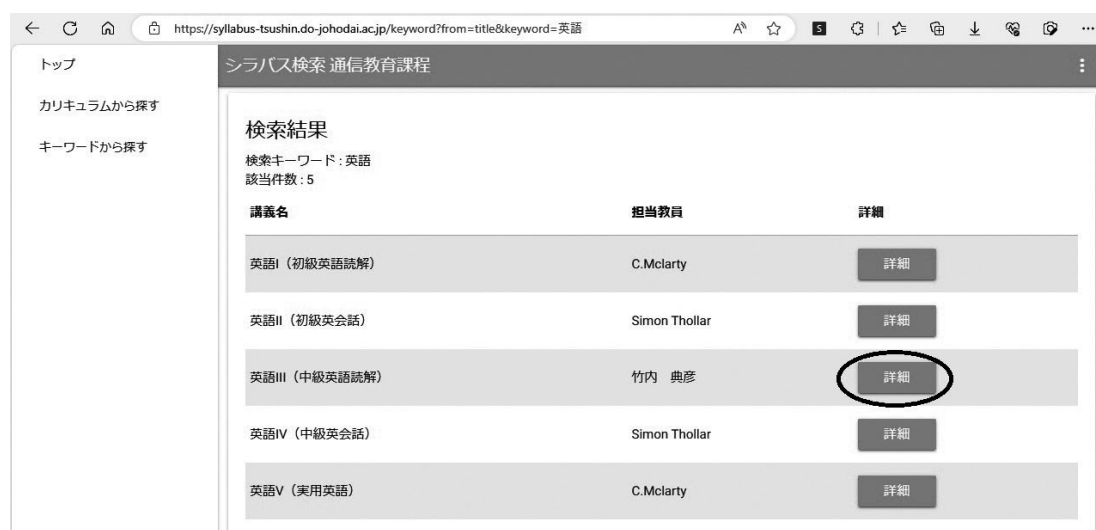 https://syllabus-tsushin.do-johodai.ac.jp/keyword?from=title&keyword=英語
トップ
カリキュラムから探す
キーワードから探す
シラバス検索 通信教育課程
検索結果
検索キーワード : 英語
該当件数 : 5
講義名 担当教員 詳細
英語I（初級英語読解） C.Mclarty 詳細
英語II（初級英会話） Simon Thollar 詳細
英語III（中級英語読解） 竹内 典彦 詳細
英語IV（中級英会話） Simon Thollar 詳細
英語V（実用英語） C.Mclarty 詳細